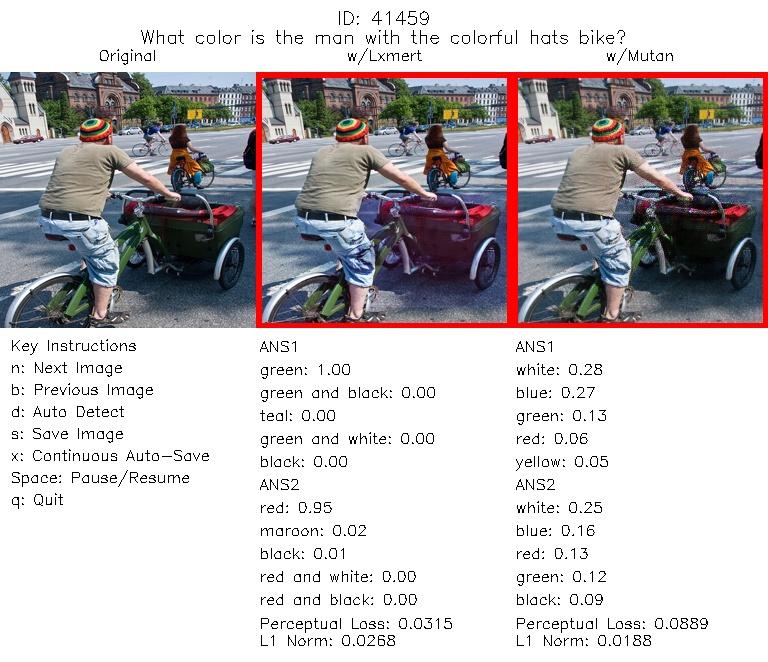 ID: 41459
What color is the man with the colorful hats bike?
Original
w/Lxmert
w/Mutan
Key Instructions
n: Next Image
b: Previous Image
d: Auto Detect
s: Save Image
x: Continuous Auto-Save
Space: Pause/Resume
q: Quit
ANS1
green: 1.00
green and black: 0.00
teal: 0.00
green and white: 0.00
black: 0.00
ANS2
red: 0.95
maroon: 0.02
black: 0.01
red and white: 0.00
red and black: 0.00
Perceptual Loss: 0.0315
L1 Norm: 0.0268
ANS1
white: 0.28
blue: 0.27
green: 0.13
red: 0.06
yellow: 0.05
ANS2
white: 0.25
blue: 0.16
red: 0.13
green: 0.12
black: 0.09
Perceptual Loss: 0.0889
L1 Norm: 0.0188